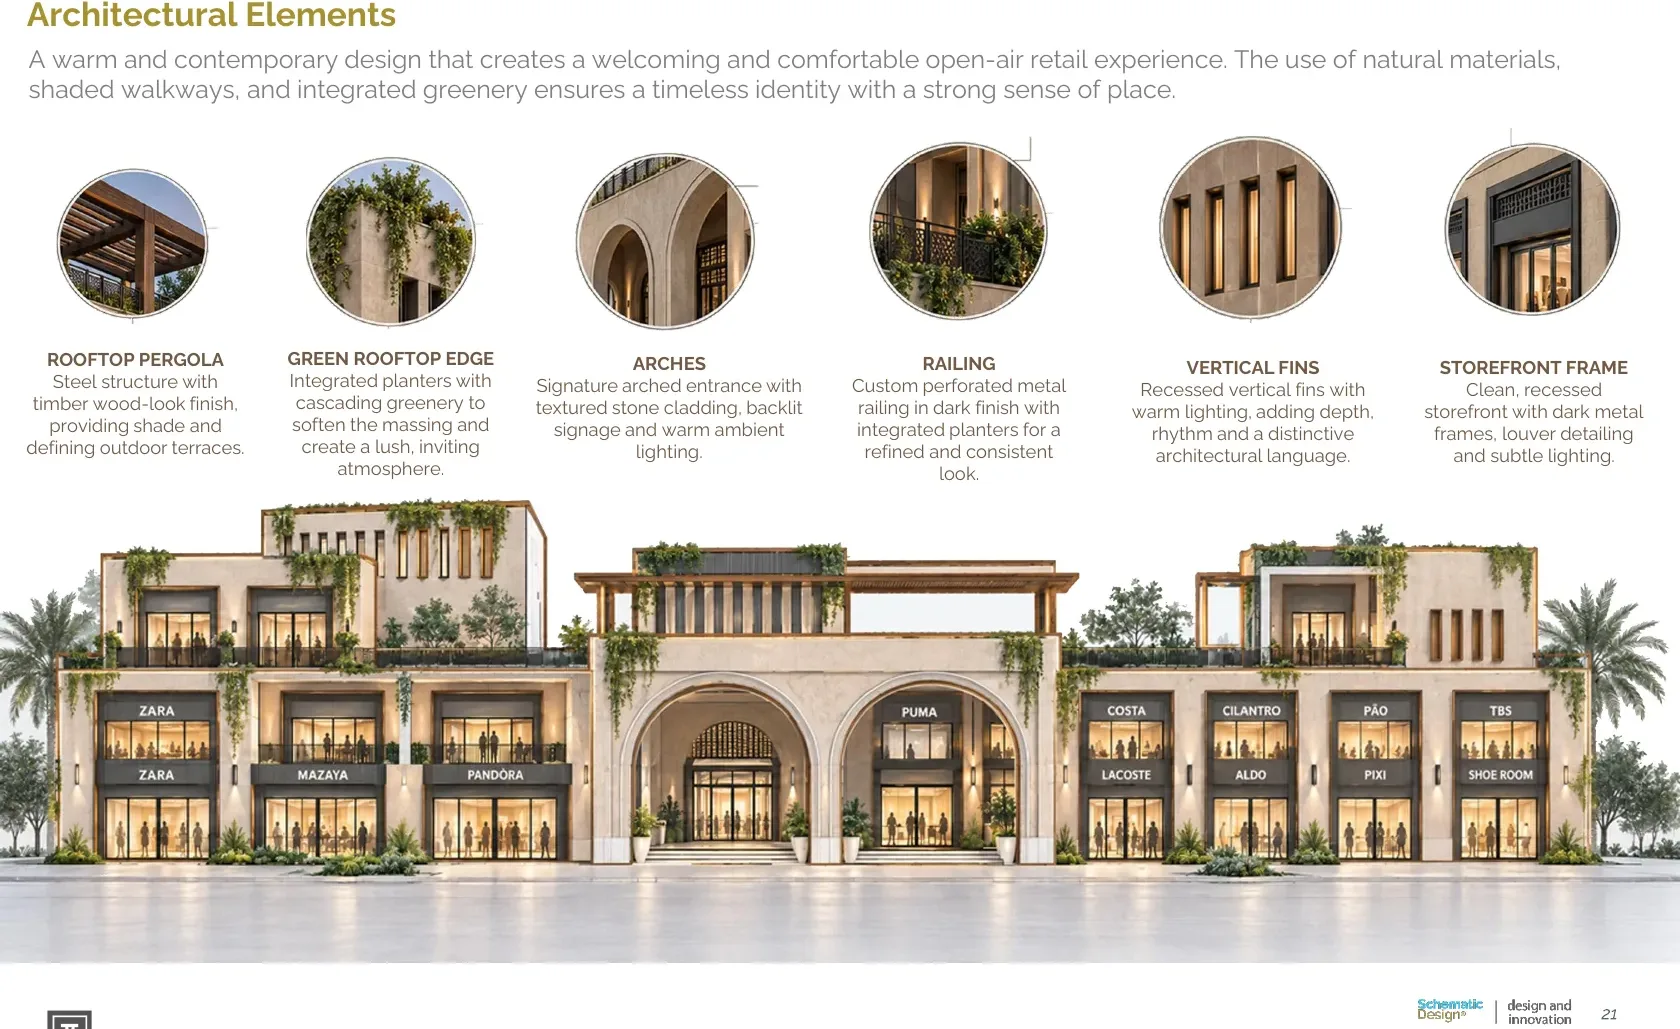 Architectural Elements
A warm and contemporary design that creates a welcoming and comfortable open-air retail experience. The use of natural materials,
shaded walkways, and integrated greenery ensures a timeless identity with a strong sense of place.
ROOFTOP PERGOLA
Steel structure with
timber wood-look finish,
providing shade and
defining outdoor terraces.
GREEN ROOFTOP EDGE
Integrated planters with
cascading greenery to
soften the massing and
create a lush, inviting
atmosphere.
ARCHES
Signature arched entrance with
textured stone cladding, backlit
signage and warm ambient
lighting.
RAILING
Custom perforated metal
railing in dark finish with
integrated planters for a
refined and consistent
look.
VERTICAL FINS
Recessed vertical fins with
warm lighting, adding depth,
rhythm and a distinctive
architectural language.
STOREFRONT FRAME
Clean, recessed
storefront with dark metal
frames, louver detailing
and subtle lighting.
ZARA
PUMA
COSTA
CILANTRO
PÃO
TBS
ZARA
MAZAYA
PANDÒRA
LACOSTE
ALDO
PIXI
SHOE ROOM
Schematic
Design®
design and
innovation
21